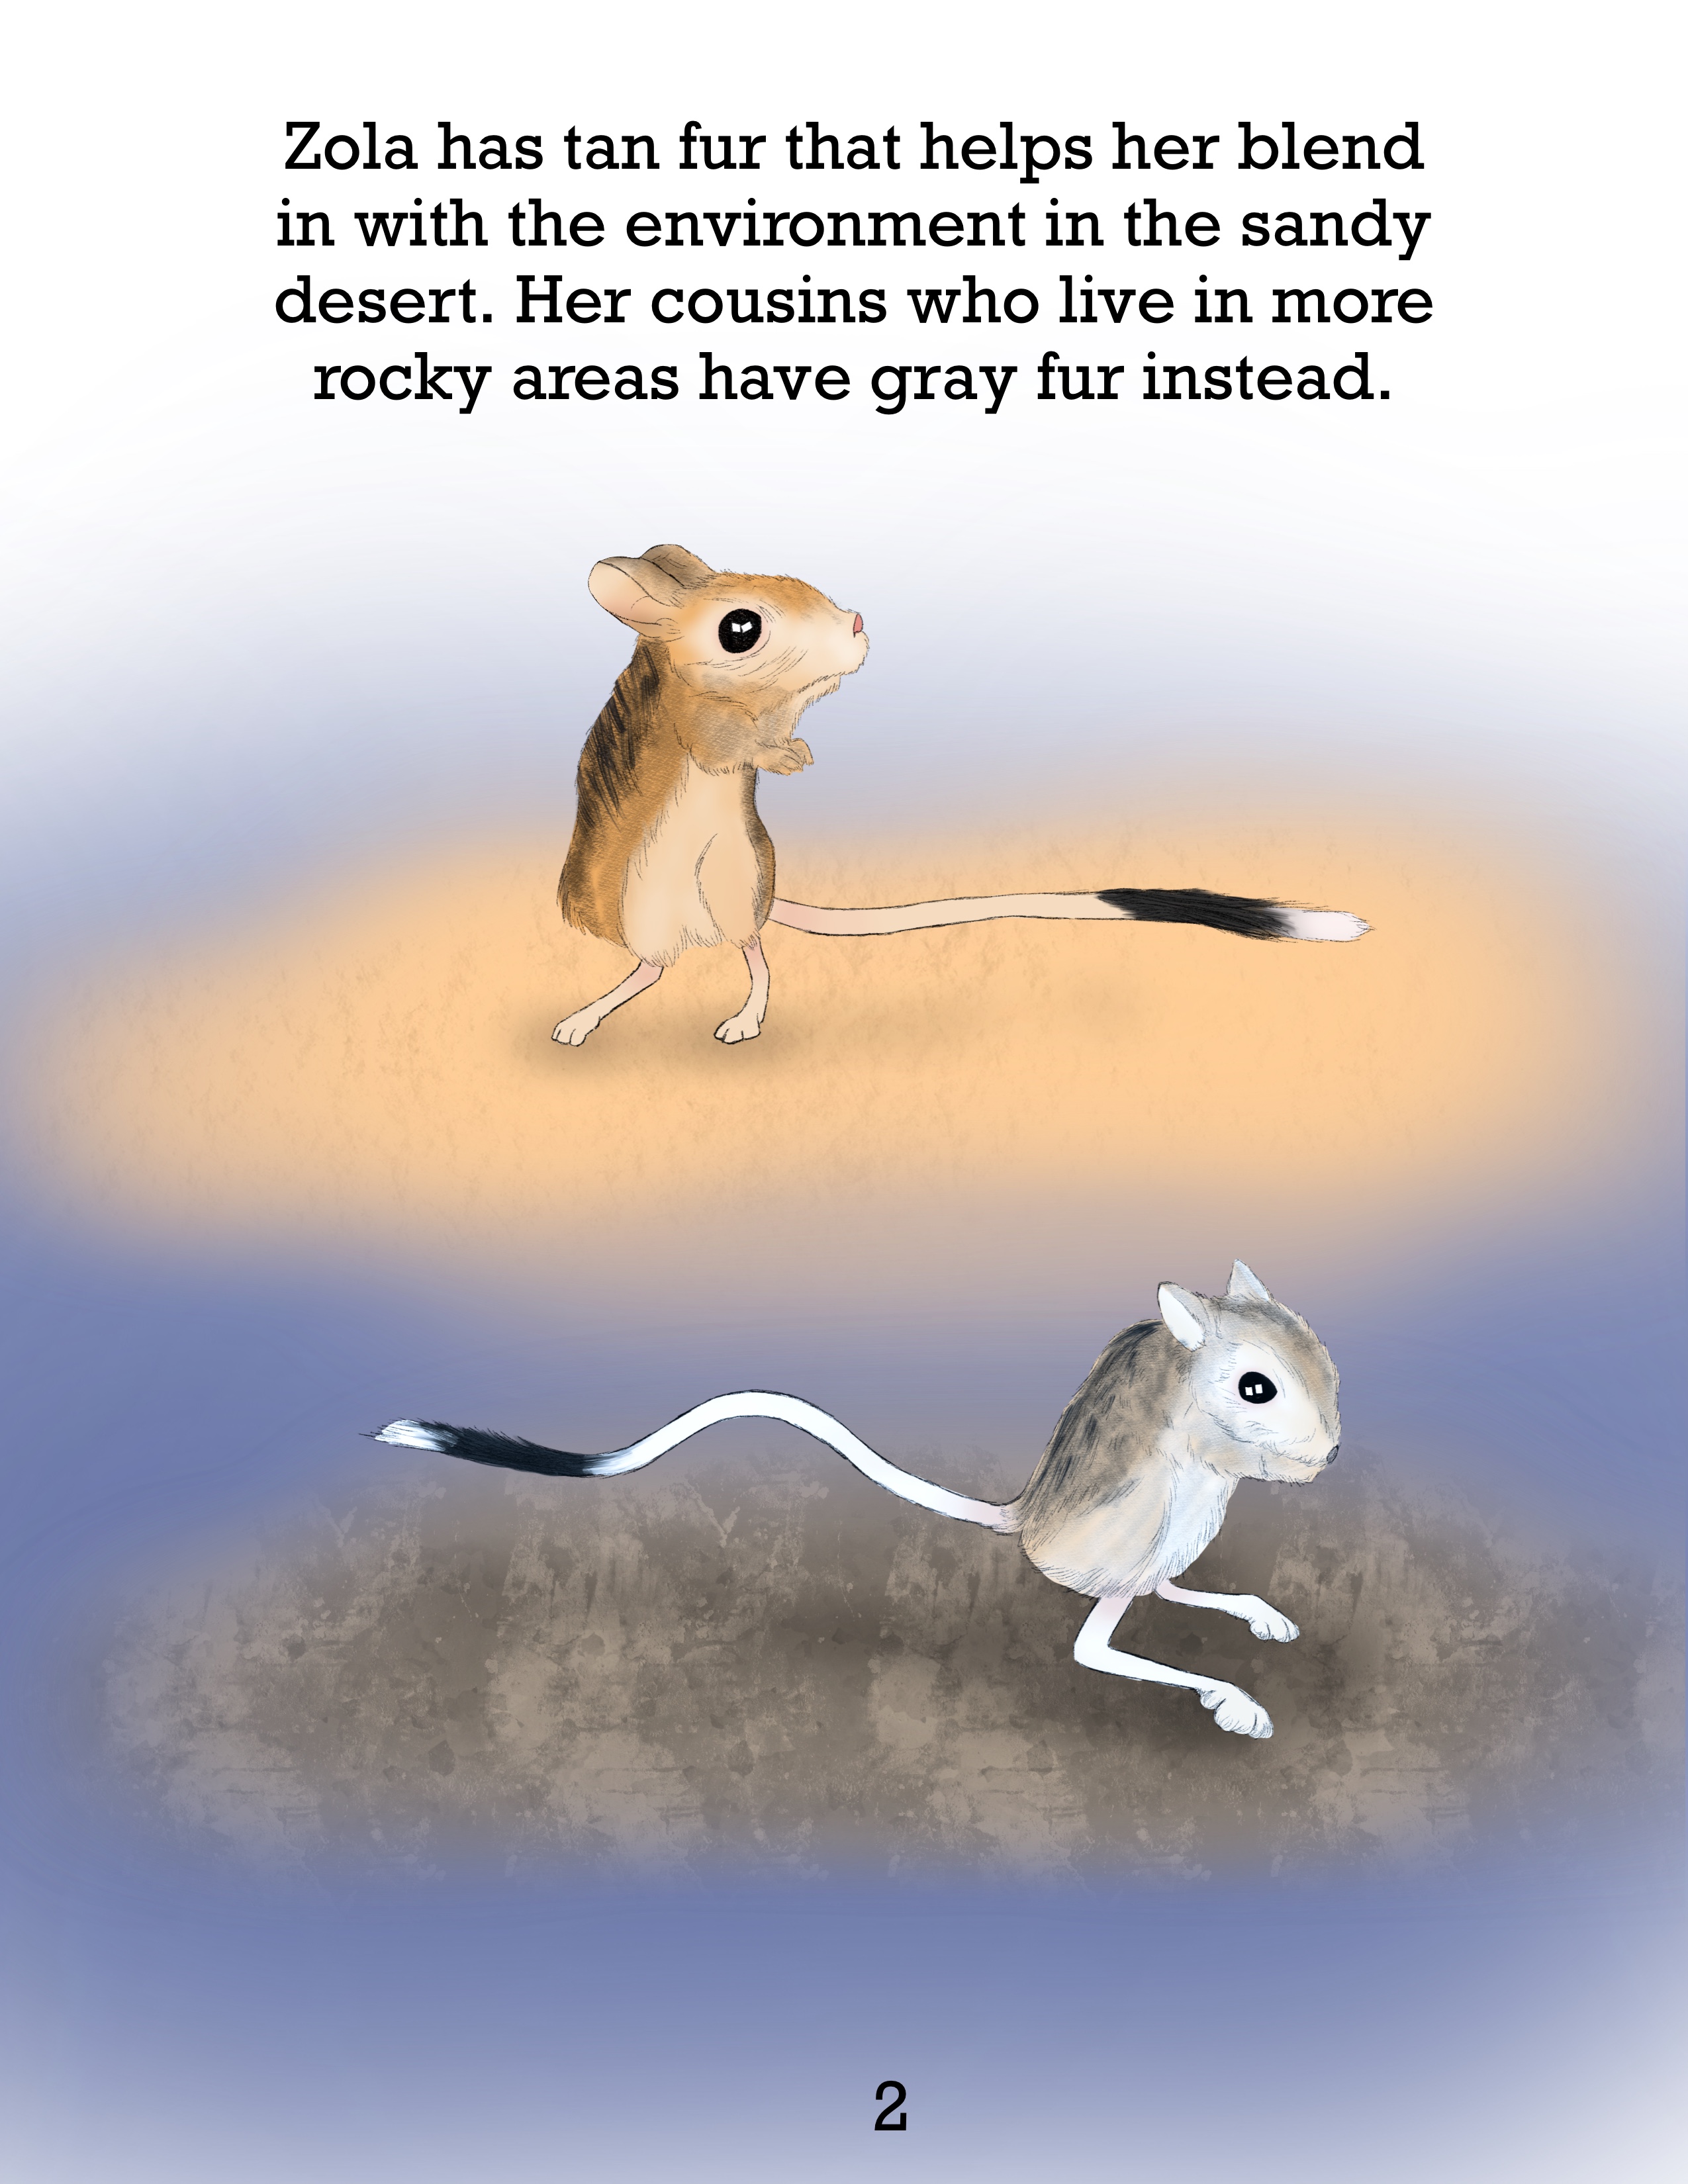 Zola has tan fur that helps her blend
in with the environment in the sandy
desert. Her cousins who live in more
rocky areas have gray fur instead.
2